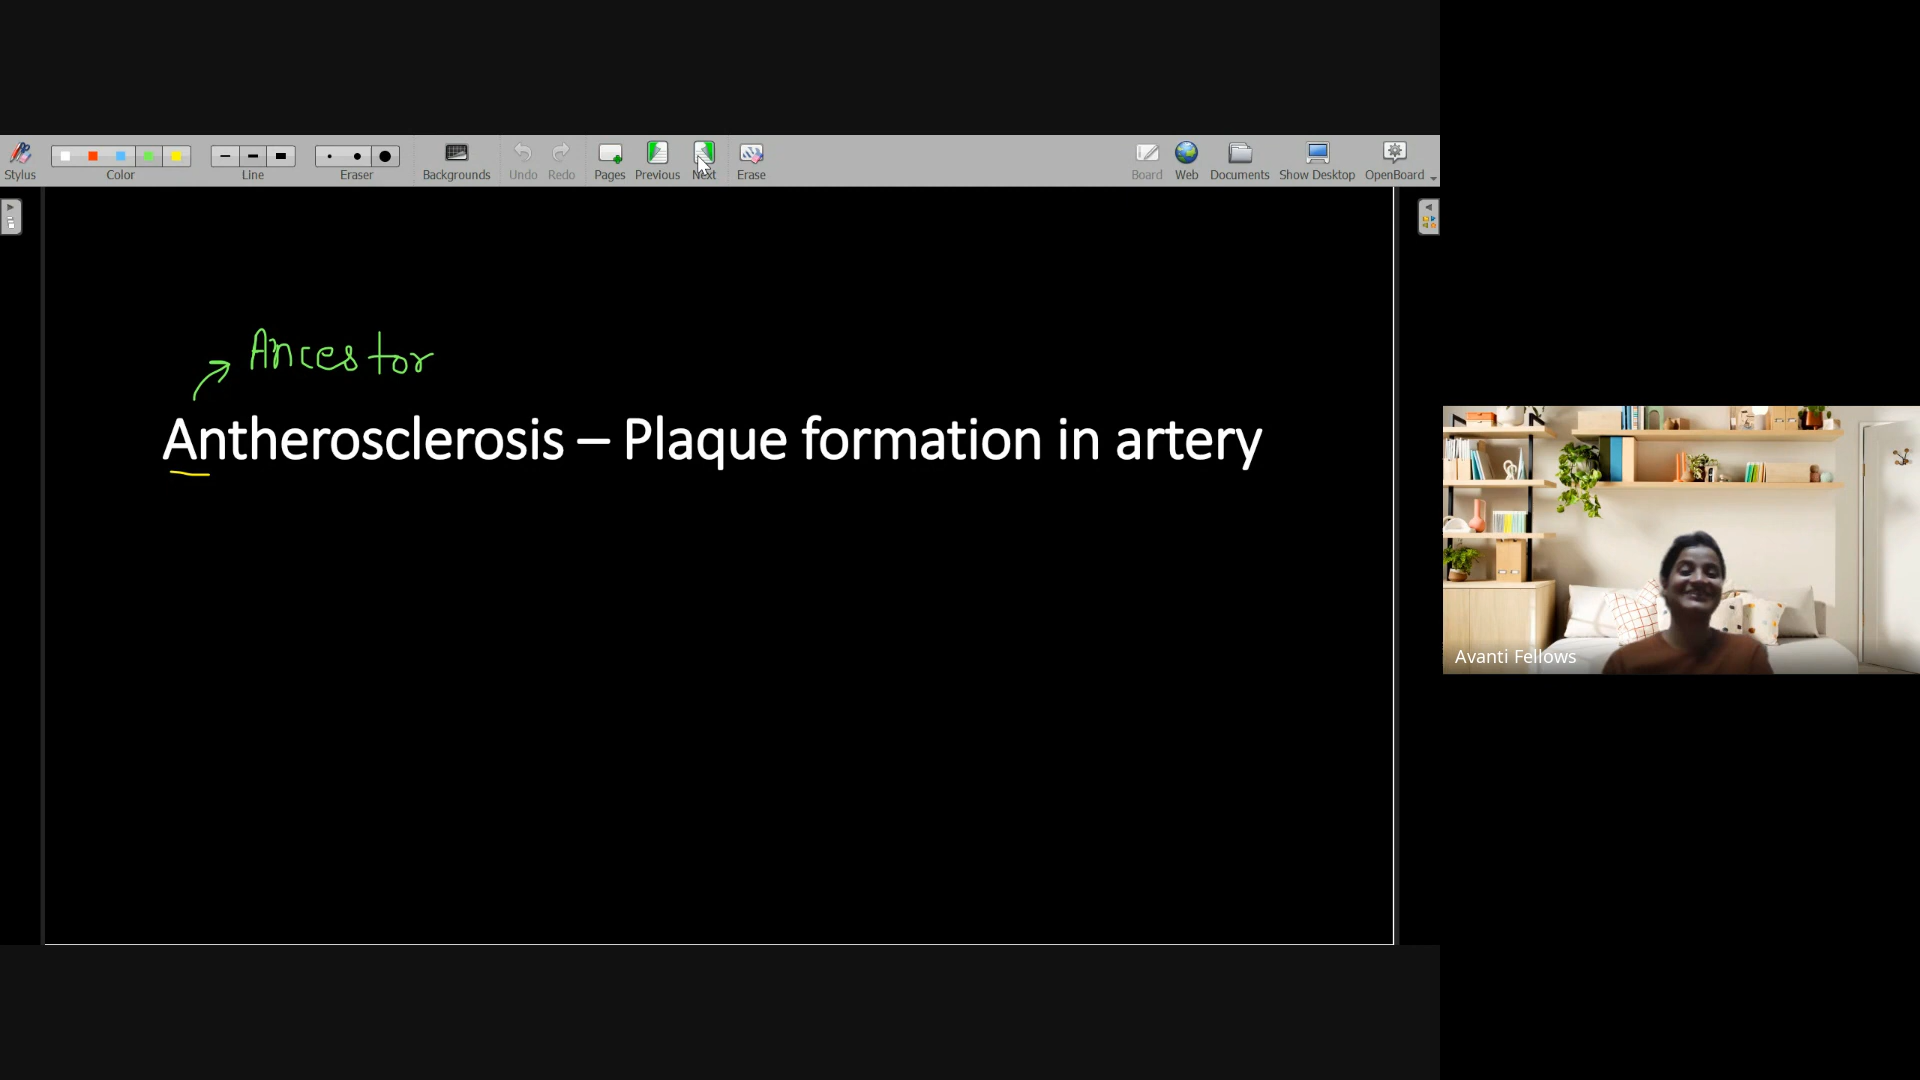 Stylus Color Line Eraser Backgrounds Undo Redo Pages Previous Next Erase Board Web Documents Show Desktop OpenBoard
Ancestor
Antherosclerosis – Plaque formation in artery
Avanti Fellows